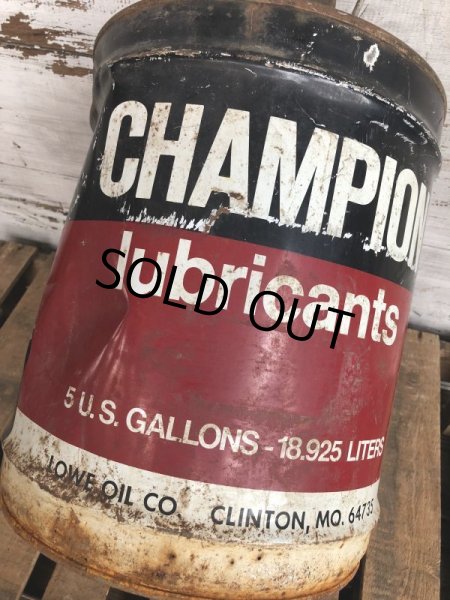 CHAMPION
lubricants
SOLD OUT
5 U.S. GALLONS - 18.925 LITERS
LOWE OIL CO. CLINTON, MO. 64735